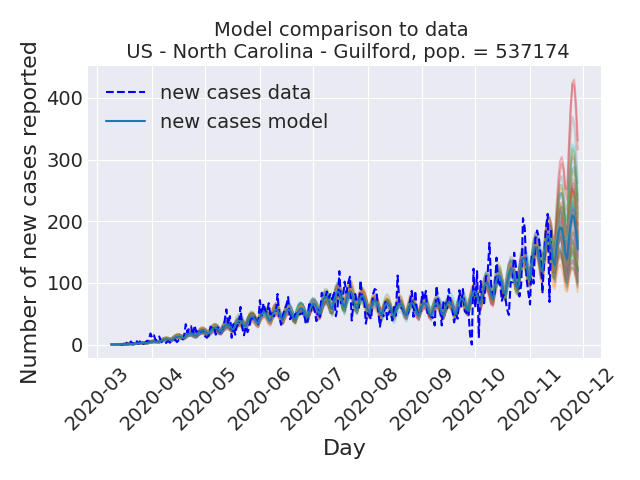 Model comparison to data
US - North Carolina - Guilford, pop. = 537174
Number of new cases reported
400
300
200
100
0
new cases data
new cases model
2020-03
2020-04
2020-05
2020-06
2020-07
2020-08
2020-09
2020-10
2020-11
2020-12
Day